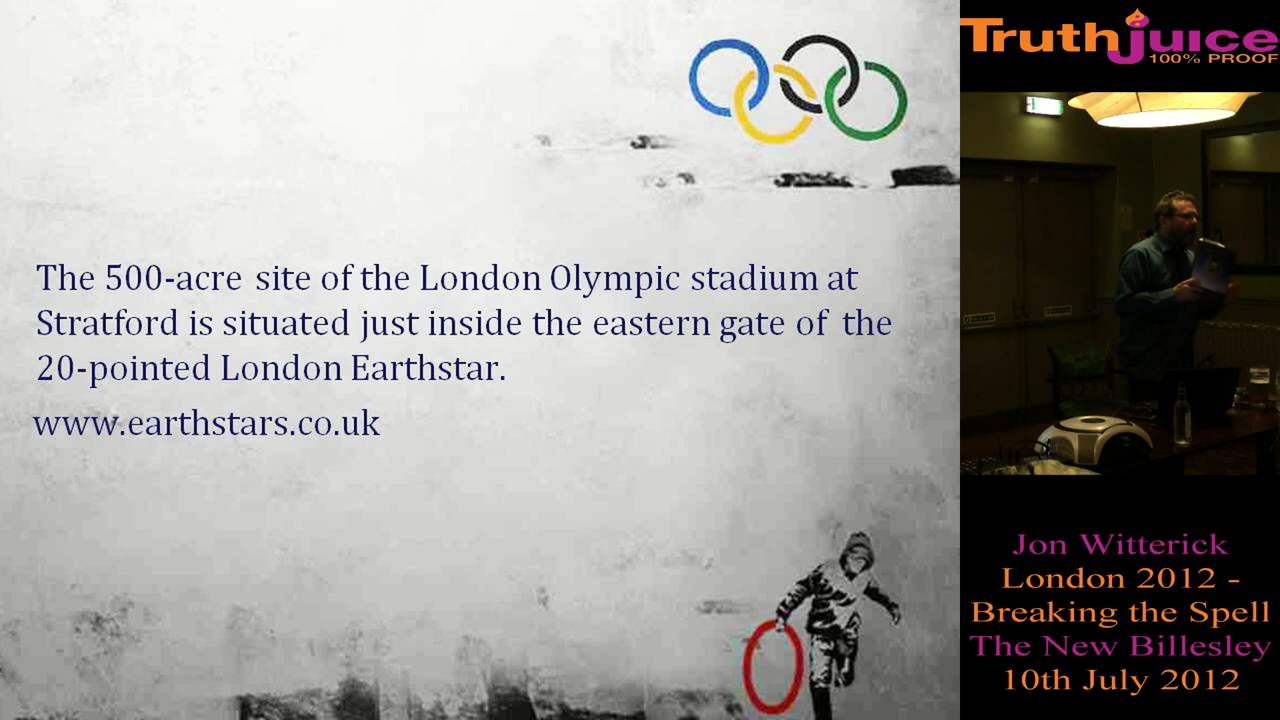 The 500-acre site of the London Olympic stadium at
Stratford is situated just inside the eastern gate of the
20-pointed London Earthstar.
www.earthstars.co.uk
Truthjuice
100% PROOF
Jon Witterick
London 2012 -
Breaking the Spell
The New Billesley
10th July 2012